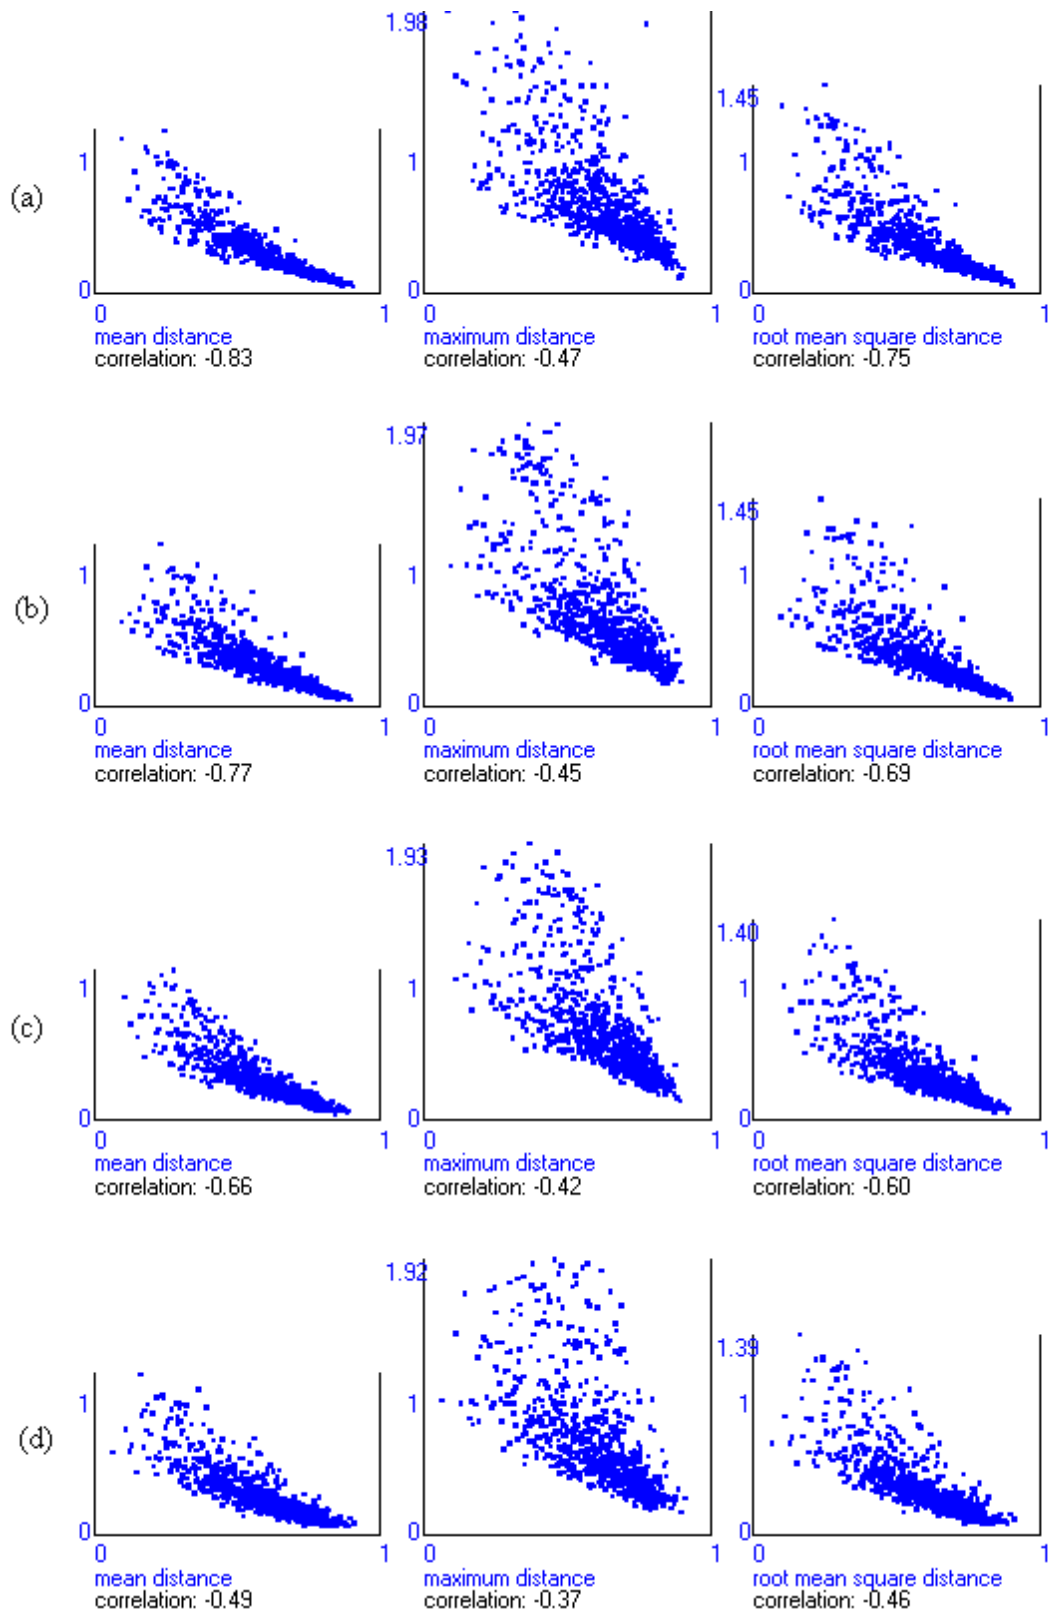 1.98
1.45
1
1
1
(a)
0
0
0
0
1
0
1
0
1
mean distance
maximum distance
root mean square distance
correlation: -0.83
correlation: -0.47
correlation: -0.75
1.97
1.45
1
1
1
(b)
0
0
0
0
1
0
1
0
1
mean distance
maximum distance
root mean square distance
correlation: -0.77
correlation: -0.45
correlation: -0.69
1.93
1.40
1
1
1
(c)
0
0
0
0
1
0
1
0
1
mean distance
maximum distance
root mean square distance
correlation: -0.66
correlation: -0.42
correlation: -0.60
1.92
1.39
1
1
1
(d)
0
0
0
0
1
0
1
0
1
mean distance
maximum distance
root mean square distance
correlation: -0.49
correlation: -0.37
correlation: -0.46